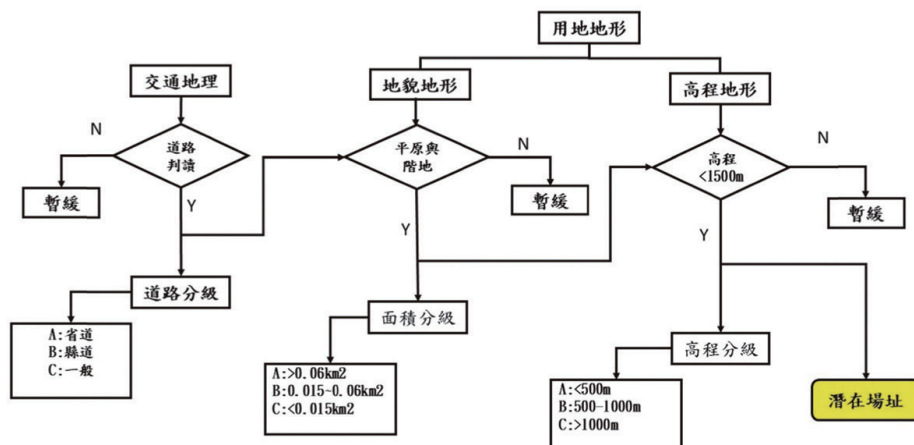 用地地形
交通地理
地貌地形
高程地形
N
道路
判讀
平原與
階地
N
高程
<1500m
N
暫緩
Y
暫緩
Y
暫緩
Y
道路分級
A:省道
B:縣道
C:一般
面積分級
A:>0.06km2
B:0.015~0.06km2
C:<0.015km2
高程分級
A:<500m
B:500-1000m
C:>1000m
潛在場址